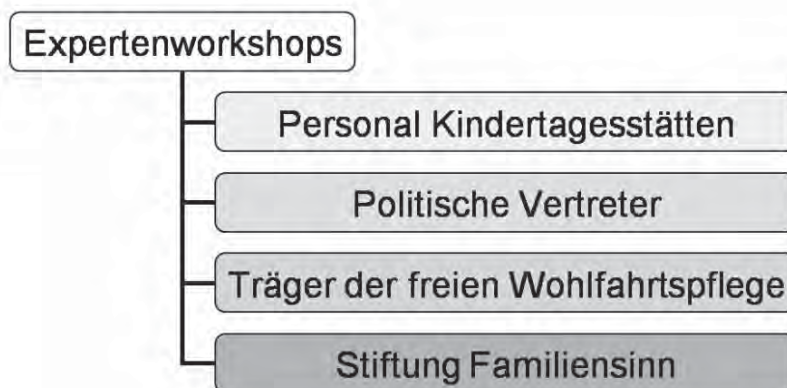 Expertenworkshops
Personal Kindertagesstätten
Politische Vertreter
Träger der freien Wohlfahrtspflege
Stiftung Familiensinn